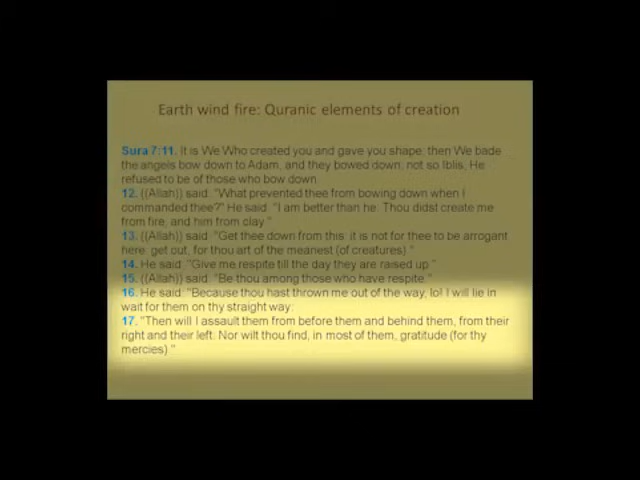 Earth wind fire: Quranic elements of creation
Sura 7:11. It is We Who created you and gave you shape; then We bade
the angels bow down to Adam, and they bowed down; not so Iblis; He
refused to be of those who bow down.
12. ((Allah)) said: "What prevented thee from bowing down when I
commanded thee?" He said: "I am better than he: Thou didst create me
from fire, and him from clay."
13. ((Allah)) said: "Get thee down from this: it is not for thee to be arrogant
here: get out, for thou art of the meanest (of creatures)."
14. He said: "Give me respite till the day they are raised up."
15. ((Allah)) said: "Be thou among those who have respite."
16. He said: "Because thou hast thrown me out of the way, lo! I will lie in
wait for them on thy straight way:
17. "Then will I assault them from before them and behind them, from their
right and their left: Nor wilt thou find, in most of them, gratitude (for thy
mercies)."